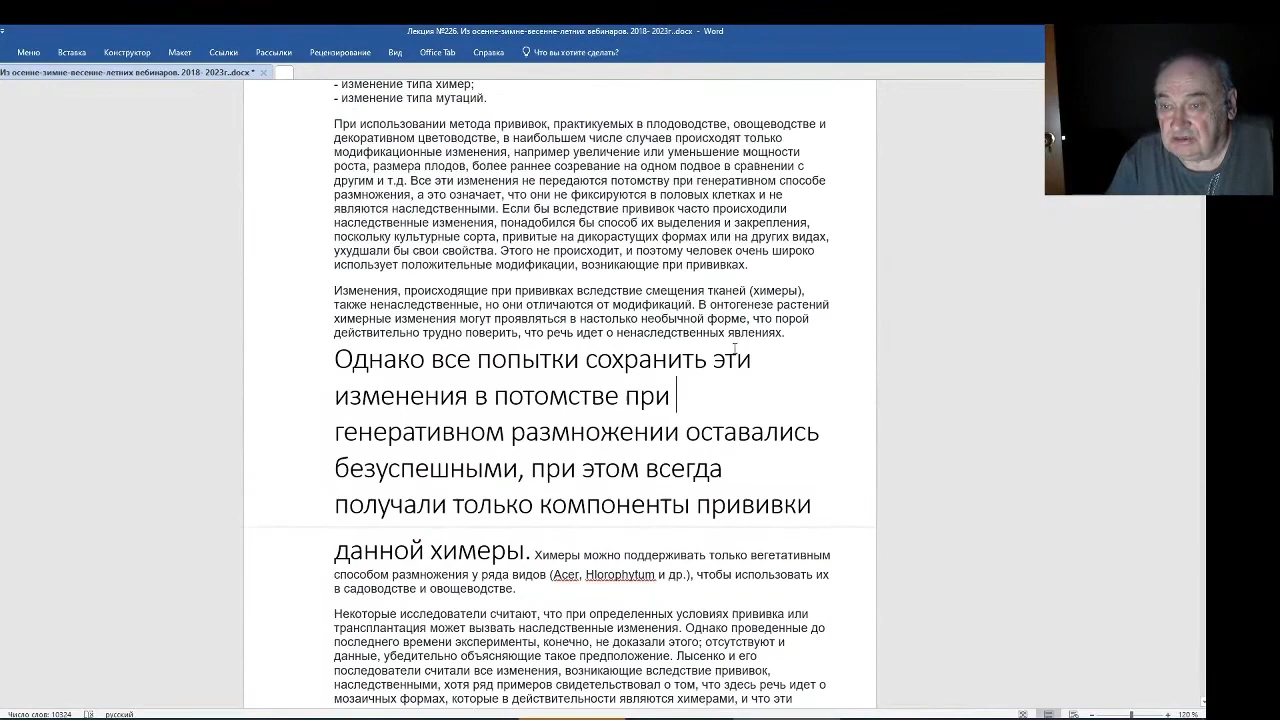 Лекция №226. Из осенне-зимне-весенне-летних вебинаров. 2018- 2023г..docx - Word
Меню Вставка Конструктор Макет Ссылки Рассылки Рецензирование Вид Office Tab Справка Что вы хотите сделать?
Из осенне-зимне-весенне-летних вебинаров. 2018- 2023г..docx *
- изменение типа химер;
- изменение типа мутаций.
При использовании метода прививок, практикуемых в плодоводстве, овощеводстве и
декоративном цветоводстве, в наибольшем числе случаев происходят только
модификационные изменения, например увеличение или уменьшение мощности
роста, размера плодов, более раннее созревание на одном подвое в сравнении с
другим и т.д. Все эти изменения не передаются потомству при генеративном способе
размножения, а это означает, что они не фиксируются в половых клетках и не
являются наследственными. Если бы вследствие прививок часто происходили
наследственные изменения, понадобился бы способ их выделения и закрепления,
поскольку культурные сорта, привитые на дикорастущих формах или на других видах,
ухудшали бы свои свойства. Этого не происходит, и поэтому человек очень широко
использует положительные модификации, возникающие при прививках.
Изменения, происходящие при прививках вследствие смещения тканей (химеры),
также ненаследственные, но они отличаются от модификаций. В онтогенезе растений
химерные изменения могут проявляться в настолько необычной форме, что порой
действительно трудно поверить, что речь идет о ненаследственных явлениях.
Однако все попытки сохранить эти
изменения в потомстве при
генеративном размножении оставались
безуспешными, при этом всегда
получали только компоненты прививки
данной химеры. Химеры можно поддерживать только вегетативным
способом размножения у ряда видов (Acer, Hlorophytum и др.), чтобы использовать их
в садоводстве и овощеводстве.
Некоторые исследователи считают, что при определенных условиях прививка или
трансплантация может вызвать наследственные изменения. Однако проведенные до
последнего времени эксперименты, конечно, не доказали этого; отсутствуют и
данные, убедительно объясняющие такое предположение. Лысенко и его
последователи считали все изменения, возникающие вследствие прививок,
наследственными, хотя ряд примеров свидетельствовал о том, что здесь речь идет о
мозаичных формах, которые в действительности являются химерами, и что эти
Число слов: 10324 русский 120 %